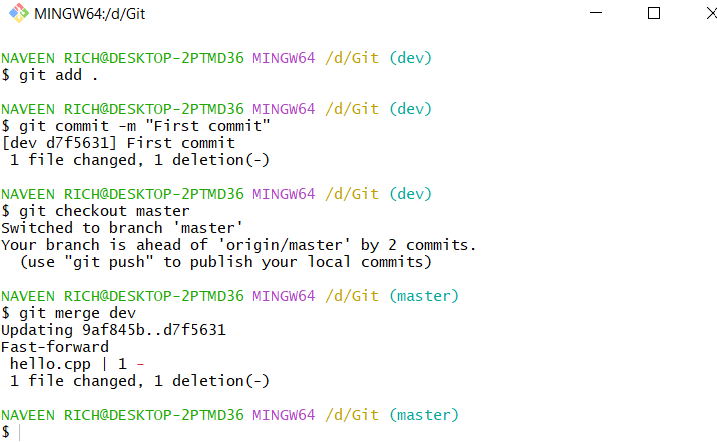 MINGW64:/d/Git
NAVEEN RICH@DESKTOP-2PTMD36 MINGW64 /d/Git (dev)
$ git add .
NAVEEN RICH@DESKTOP-2PTMD36 MINGW64 /d/Git (dev)
$ git commit -m "First commit"
[dev d7f5631] First commit
 1 file changed, 1 deletion(-)
NAVEEN RICH@DESKTOP-2PTMD36 MINGW64 /d/Git (dev)
$ git checkout master
Switched to branch 'master'
Your branch is ahead of 'origin/master' by 2 commits.
  (use "git push" to publish your local commits)
NAVEEN RICH@DESKTOP-2PTMD36 MINGW64 /d/Git (master)
$ git merge dev
Updating 9af845b..d7f5631
Fast-forward
 hello.cpp | 1 -
 1 file changed, 1 deletion(-)
NAVEEN RICH@DESKTOP-2PTMD36 MINGW64 /d/Git (master)
$